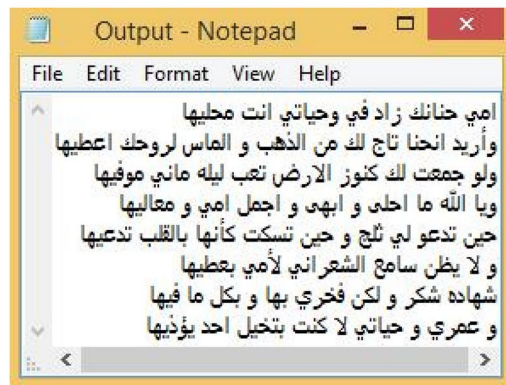 Output - Notepad
File Edit Format View Help
امي حنانك زاد في وحياتي انت محليها
وأريد انحنا تاج لك من الذهب و الماس لروحك اعطيها
ولو جمعت لك كنوز الارض تعب ليله ماني موفيها
ويا الله ما احلى و ابهى و اجمل امي و معاليها
حين تدعو لي ثلج و حين تسكت كأنها بالقلب تدعيها
و لا يظن سامع الشعر اني لأمي بعطيها
شهاده شكر و لكن فخري بها و بكل ما فيها
و عمري و حياتي لا كنت بتخيل احد يؤذيها